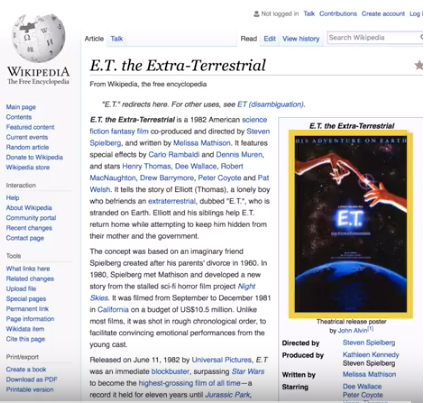 Not logged in Talk Contributions Create account Log
Article Talk
Read Edit View history
Search Wikipedia
WIKIPEDIA
The Free Encyclopedia
Main page
Contents
Featured content
Current events
Random article
Donate to Wikipedia
Wikipedia store
Interaction
Help
About Wikipedia
Community portal
Recent changes
Contact page
Tools
What links here
Related changes
Upload file
Special pages
Permanent link
Page information
Wikidata item
Cite this page
Print/export
Create a book
Download as PDF
Printable version
E.T. the Extra-Terrestrial
From Wikipedia, the free encyclopedia
"E.T." redirects here. For other uses, see ET (disambiguation).
E.T. the Extra-Terrestrial is a 1982 American science
fiction fantasy film co-produced and directed by Steven
Spielberg, and written by Melissa Mathison. It features
special effects by Carlo Rambaldi and Dennis Muren,
and stars Henry Thomas, Dee Wallace, Robert
MacNaughton, Drew Barrymore, Peter Coyote and Pat
Welsh. It tells the story of Elliott (Thomas), a lonely boy
who befriends an extraterrestrial, dubbed "E.T.", who is
stranded on Earth. Elliott and his siblings help E.T.
return home while attempting to keep him hidden from
their mother and the government.
The concept was based on an imaginary friend
Spielberg created after his parents' divorce in 1960. In
1980, Spielberg met Mathison and developed a new
story from the stalled sci-fi horror film project Night
Skies. It was filmed from September to December 1981
in California on a budget of US$10.5 million. Unlike
most films, it was shot in rough chronological order, to
facilitate convincing emotional performances from the
young cast.
Released on June 11, 1982 by Universal Pictures, E.T
was an immediate blockbuster, surpassing Star Wars
to become the highest-grossing film of all time—a
record it held for eleven years until Jurassic Park,
E.T. the Extra-Terrestrial
HIS ADVENTURE ON EARTH
E.T.
Theatrical release poster
by John Alvin[1]
Directed by Steven Spielberg
Produced by Kathleen Kennedy
Steven Spielberg
Written by Melissa Mathison
Starring Dee Wallace
Peter Coyote